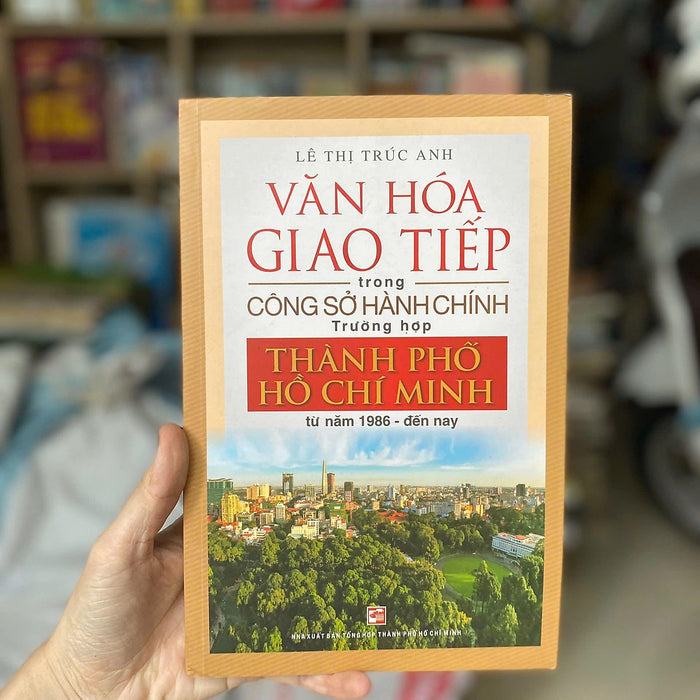 LÊ THỊ TRÚC ANH
VĂN HÓA
GIAO TIẾP
trong
CÔNG SỞ HÀNH CHÍNH
Trường hợp
THÀNH PHỐ
HỒ CHÍ MINH
từ năm 1986 - đến nay
NHÀ XUẤT BẢN TỔNG HỢP THÀNH PHỐ HỒ CHÍ MINH